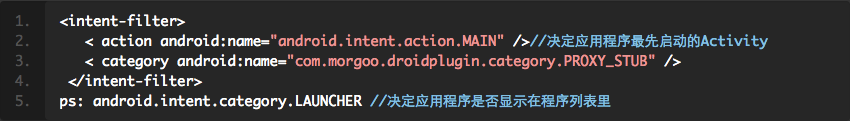 1. <intent-filter>
2. < action android:name="android.intent.action.MAIN" />//决定应用程序最先启动的Activity
3. < category android:name="com.morgoo.droidplugin.category.PROXY_STUB" />
4. </intent-filter>
5. ps: android.intent.category.LAUNCHER //决定应用程序是否显示在程序列表里